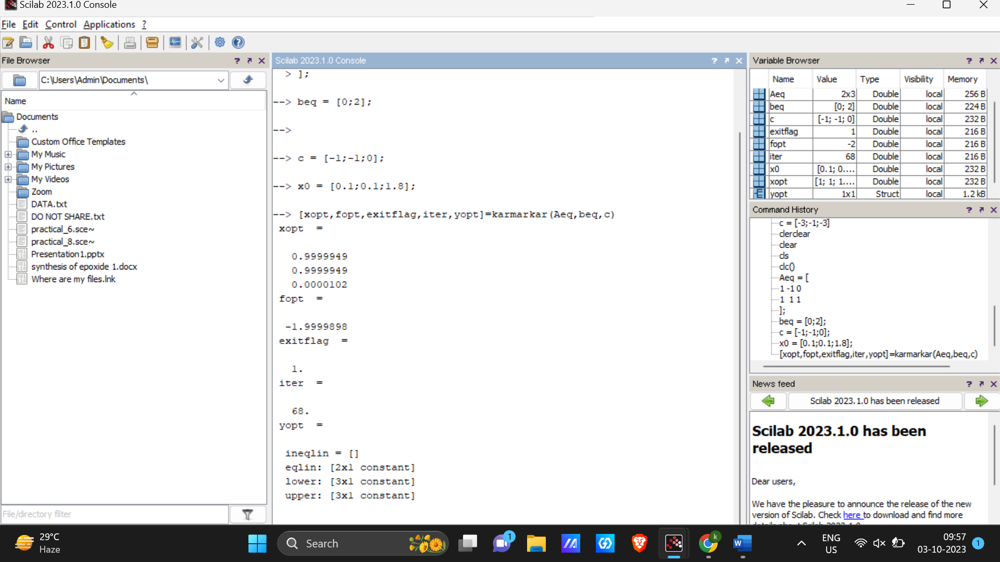 Scilab 2023.1.0 Console
File Edit Control Applications ?
File Browser
C:\Users\Admin\Documents\
Name
Documents
..
Custom Office Templates
My Music
My Pictures
My Videos
Zoom
DATA.txt
DO NOT SHARE.txt
practical_6.sce~
practical_8.sce~
Presentation1.pptx
synthesis of epoxide 1.docx
Where are my files.lnk
File/directory filter
Scilab 2023.1.0 Console
> ];
--> beq = [0;2];
-->
--> c = [-1;-1;0];
--> x0 = [0.1;0.1;1.8];
--> [xopt,fopt,exitflag,iter,yopt]=karmarkar(Aeq,beq,c)
xopt =
0.9999949
0.9999949
0.0000102
fopt =
-1.9999898
exitflag =
1.
iter =
68.
yopt =
ineqlin = []
eqlin: [2x1 constant]
lower: [3x1 constant]
upper: [3x1 constant]
Variable Browser
Name Value Type Visibility Memory
Aeq 2x3 Double local 256 B
beq [0; 2] Double local 224 B
c [-1; -1; 0] Double local 232 B
exitflag 1 Double local 216 B
fopt -2 Double local 216 B
iter 68 Double local 216 B
x0 [0.1; 0.... Double local 232 B
xopt [1; 1; 1.... Double local 232 B
yopt 1x1 Struct local 1.2 kB
Command History
c = [-3;-1;-3]
clerclear
clear
cls
clc()
Aeq = [
1 -1 0
1 1 1
];
beq = [0;2];
c = [-1;-1;0];
x0 = [0.1;0.1;1.8];
[xopt,fopt,exitflag,iter,yopt]=karmarkar(Aeq,beq,c)
News feed
Scilab 2023.1.0 has been released
Scilab 2023.1.0 has been
released
Dear users,
We have the pleasure to announce the release of the new
version of Scilab. Check here to download and find more
details about Scilab 2023.1.0
29°C
Haze
Search
1
k
W
ENG
US
09:57
03-10-2023
1